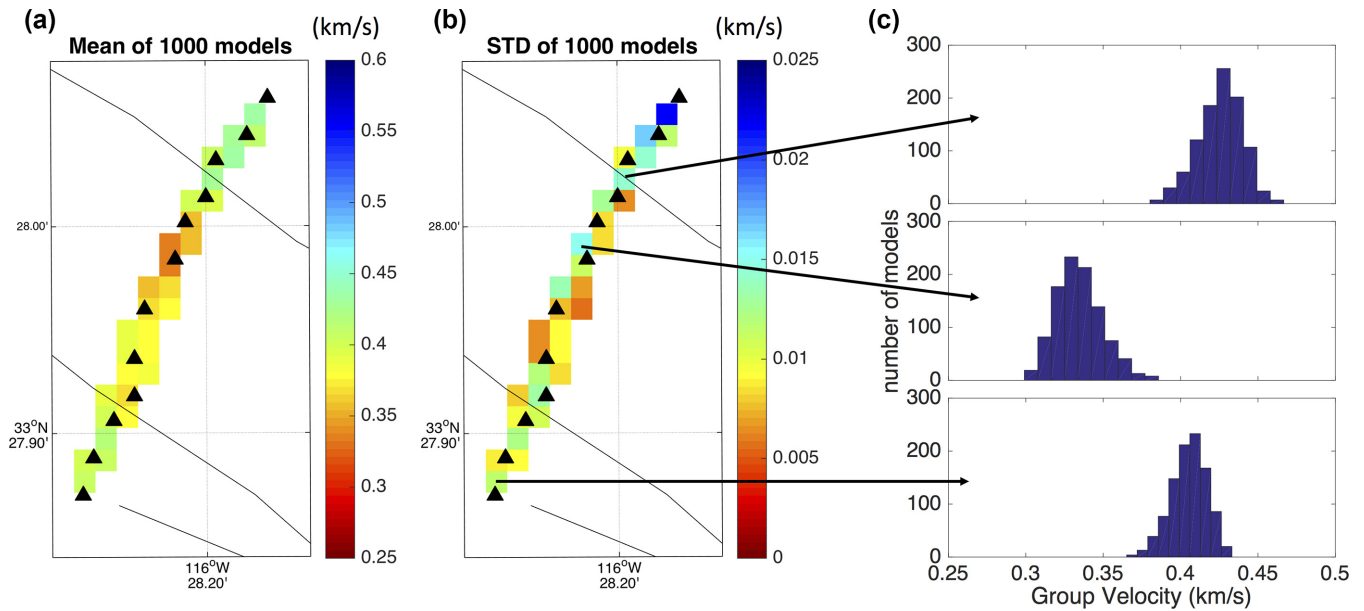 (a)
(km/s)
Mean of 1000 models
0.6
0.55
0.5
0.45
0.4
0.35
0.3
0.25
28.00'
33°N
27.90'
116°W
28.20'
(b)
(km/s)
STD of 1000 models
0.025
0.02
0.015
0.01
0.005
0
28.00'
33°N
27.90'
116°W
28.20'
(c)
300
200
100
0
300
200
100
0
300
200
100
0
number of models
0.25
0.3
0.35
0.4
0.45
0.5
Group Velocity (km/s)